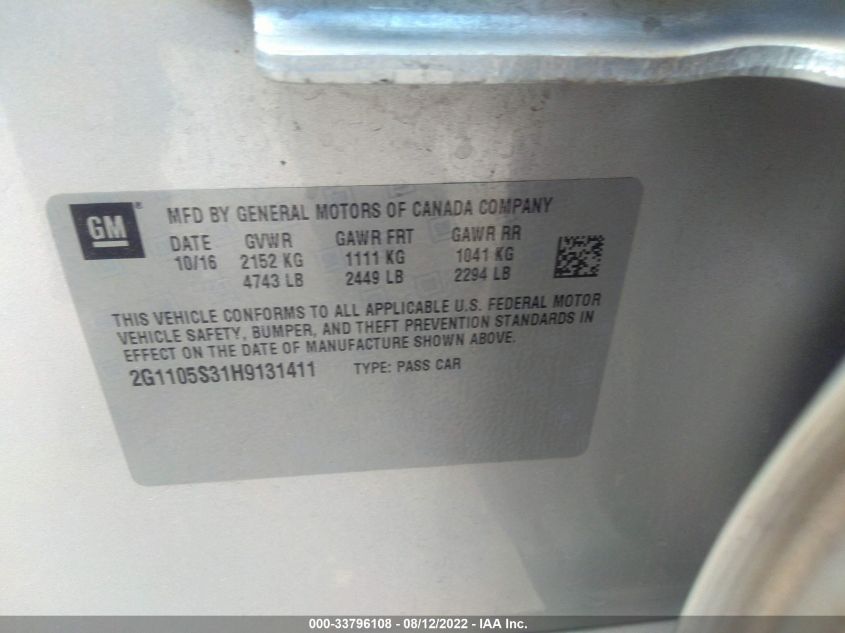 GM® MFD BY GENERAL MOTORS OF CANADA COMPANY
DATE GVWR GAWR FRT GAWR RR
10/16 2152 KG 1111 KG 1041 KG
4743 LB 2449 LB 2294 LB
THIS VEHICLE CONFORMS TO ALL APPLICABLE U.S. FEDERAL MOTOR
VEHICLE SAFETY, BUMPER, AND THEFT PREVENTION STANDARDS IN
EFFECT ON THE DATE OF MANUFACTURE SHOWN ABOVE.
2G1105S31H9131411 TYPE: PASS CAR
000-33796108 - 08/12/2022 - IAA Inc.